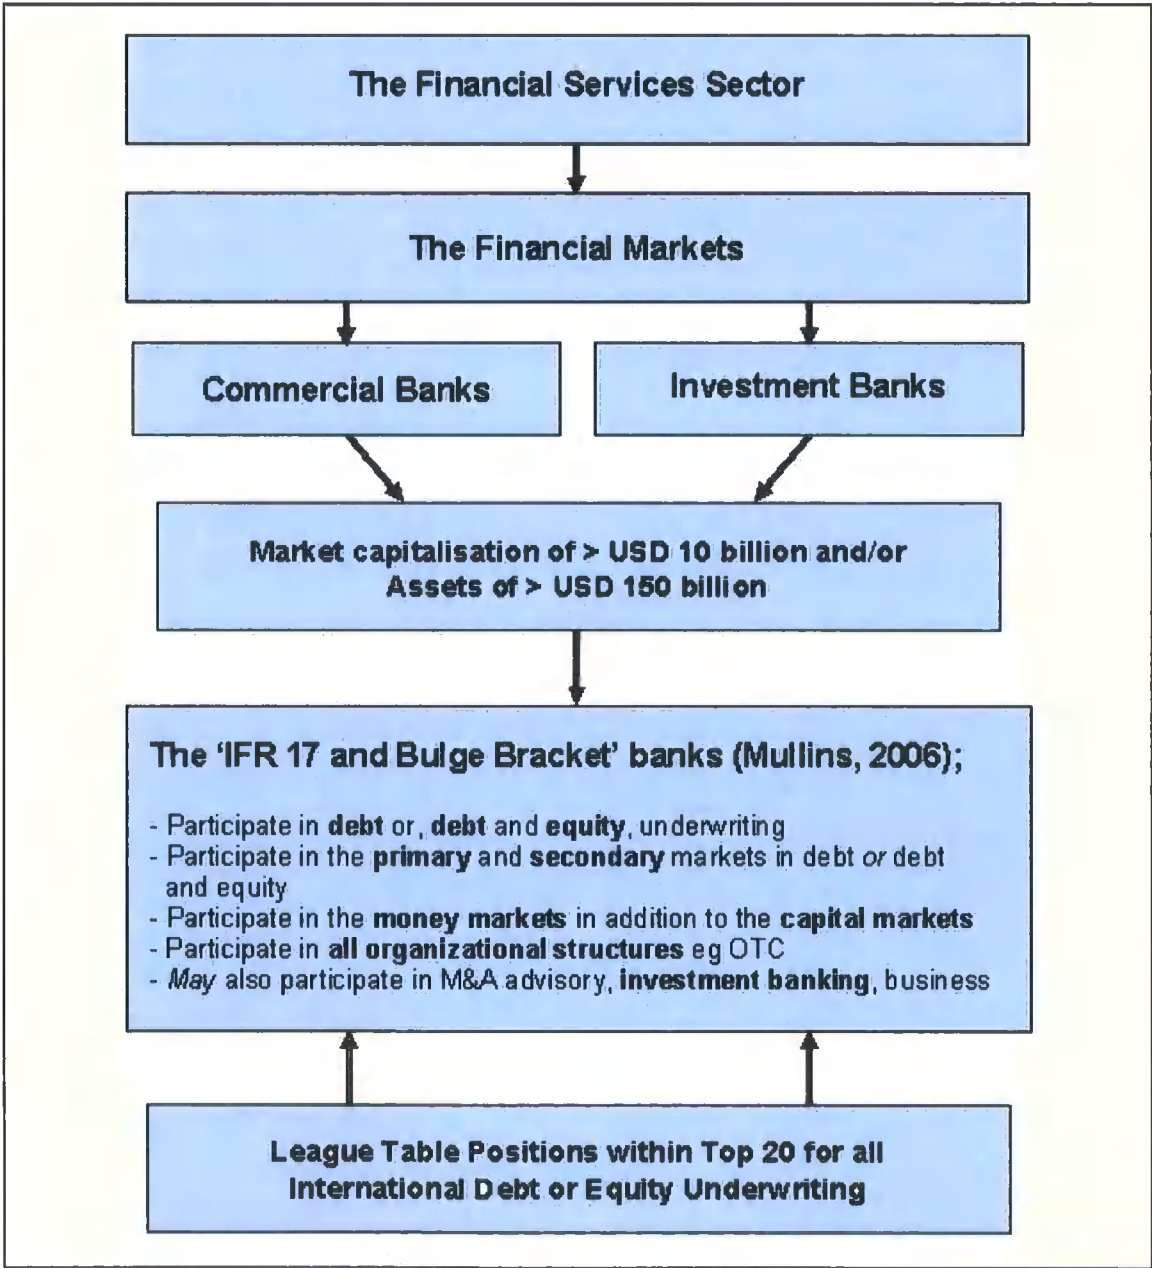 The Financial Services Sector
The Financial Markets
Commercial Banks
Investment Banks
Market capitalisation of > USD 10 billion and/or
Assets of > USD 150 billion
The ‘IFR 17 and Bulge Bracket’ banks (Mullins, 2006);
- Participate in debt or, debt and equity, underwriting
- Participate in the primary and secondary markets in debt or debt
and equity
- Participate in the money markets in addition to the capital markets
- Participate in all organizational structures eg OTC
- May also participate in M&A advisory, investment banking, business
League Table Positions within Top 20 for all
International Debt or Equity Underwriting